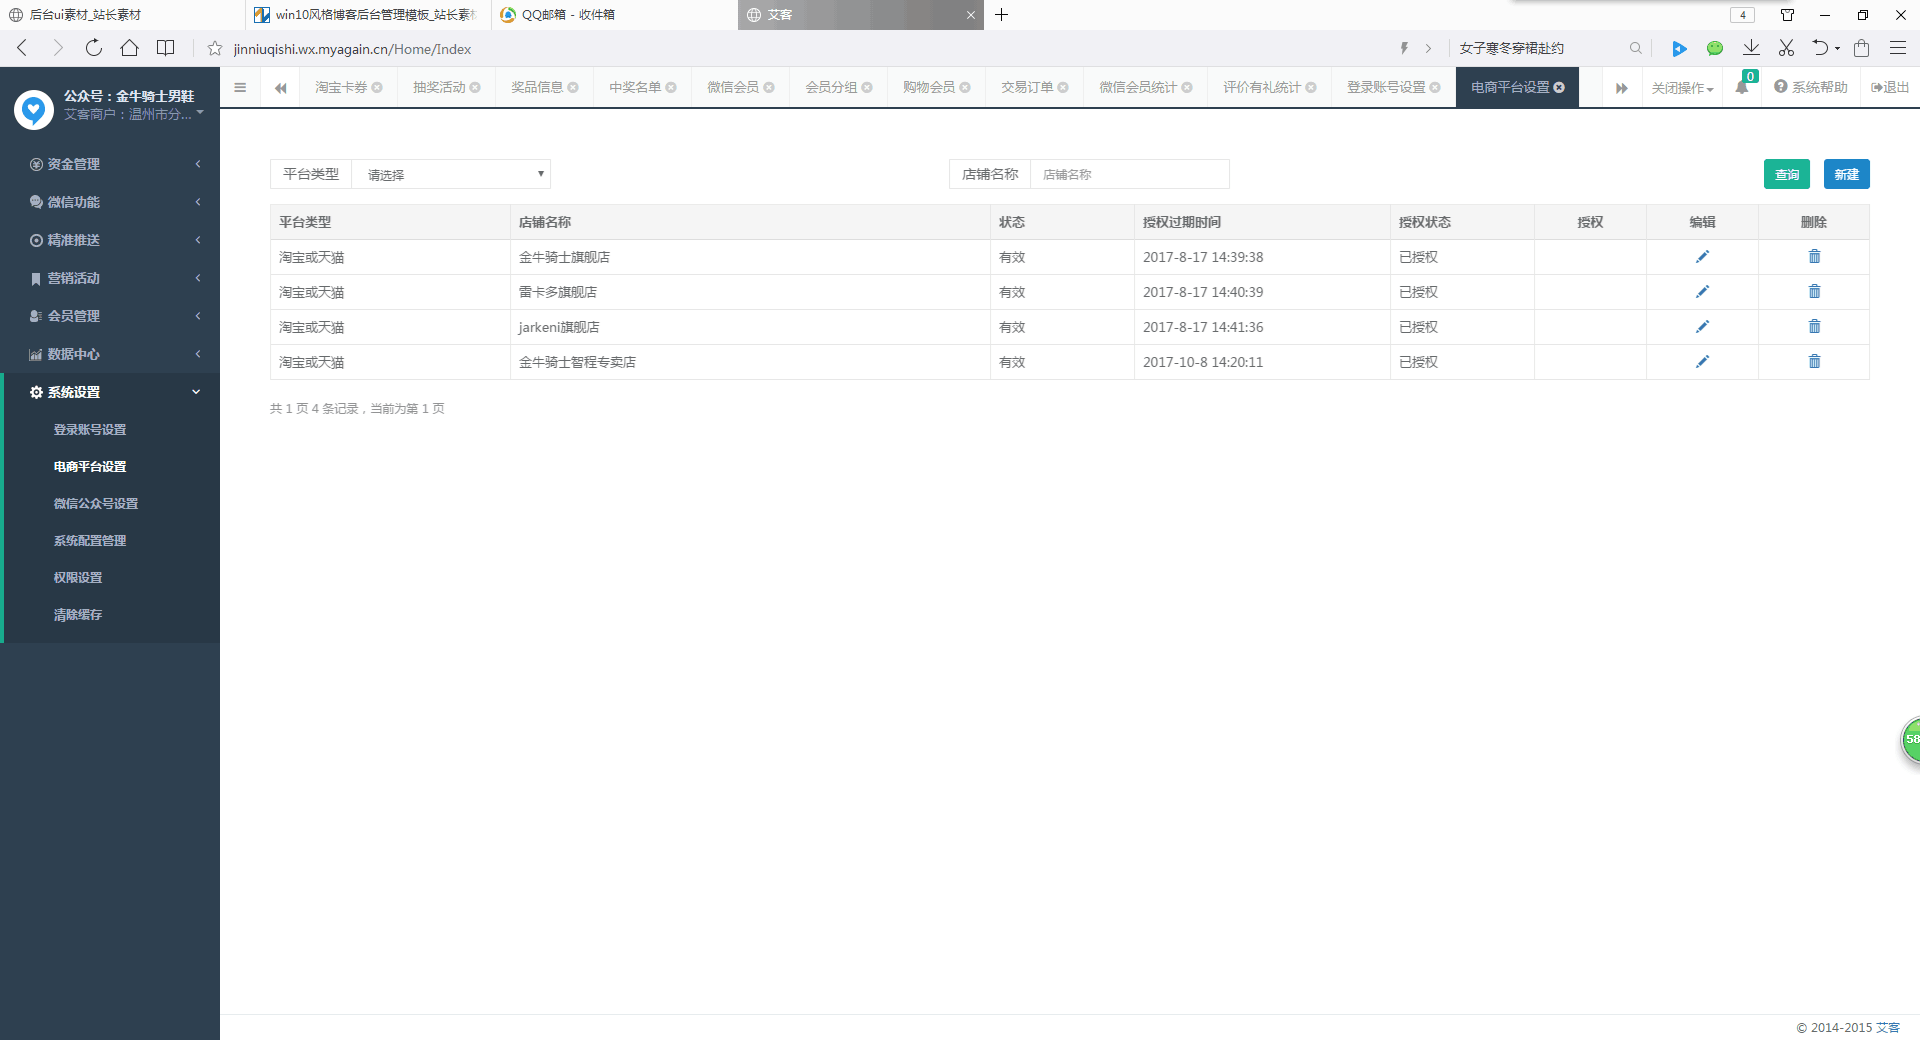 后台ui素材_站长素材
win10风格博客后台管理模板_站长素材
QQ邮箱 - 收件箱
艾客
4
jinniuqishi.wx.myagain.cn/Home/Index
女子寒冬穿裙赴约
公众号：金牛骑士男鞋
艾客商户：温州市分...
淘宝卡券
抽奖活动
奖品信息
中奖名单
微信会员
会员分组
购物会员
交易订单
微信会员统计
评价有礼统计
登录账号设置
电商平台设置
关闭操作
0
系统帮助
退出
资金管理
微信功能
精准推送
营销活动
会员管理
数据中心
系统设置
登录账号设置
电商平台设置
微信公众号设置
系统配置管理
权限设置
清除缓存
平台类型 请选择 店铺名称 店铺名称 查询 新建
平台类型 店铺名称 状态 授权过期时间 授权状态 授权 编辑 删除
淘宝或天猫 金牛骑士旗舰店 有效 2017-8-17 14:39:38 已授权
淘宝或天猫 雷卡多旗舰店 有效 2017-8-17 14:40:39 已授权
淘宝或天猫 jarkeni旗舰店 有效 2017-8-17 14:41:36 已授权
淘宝或天猫 金牛骑士智程专卖店 有效 2017-10-8 14:20:11 已授权
共 1 页 4 条记录，当前为第 1 页
58
© 2014-2015 艾客